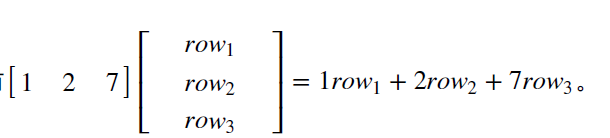 [1 2 7] [ row₁ row₂ row₃ ] = 1row₁ + 2row₂ + 7row₃。